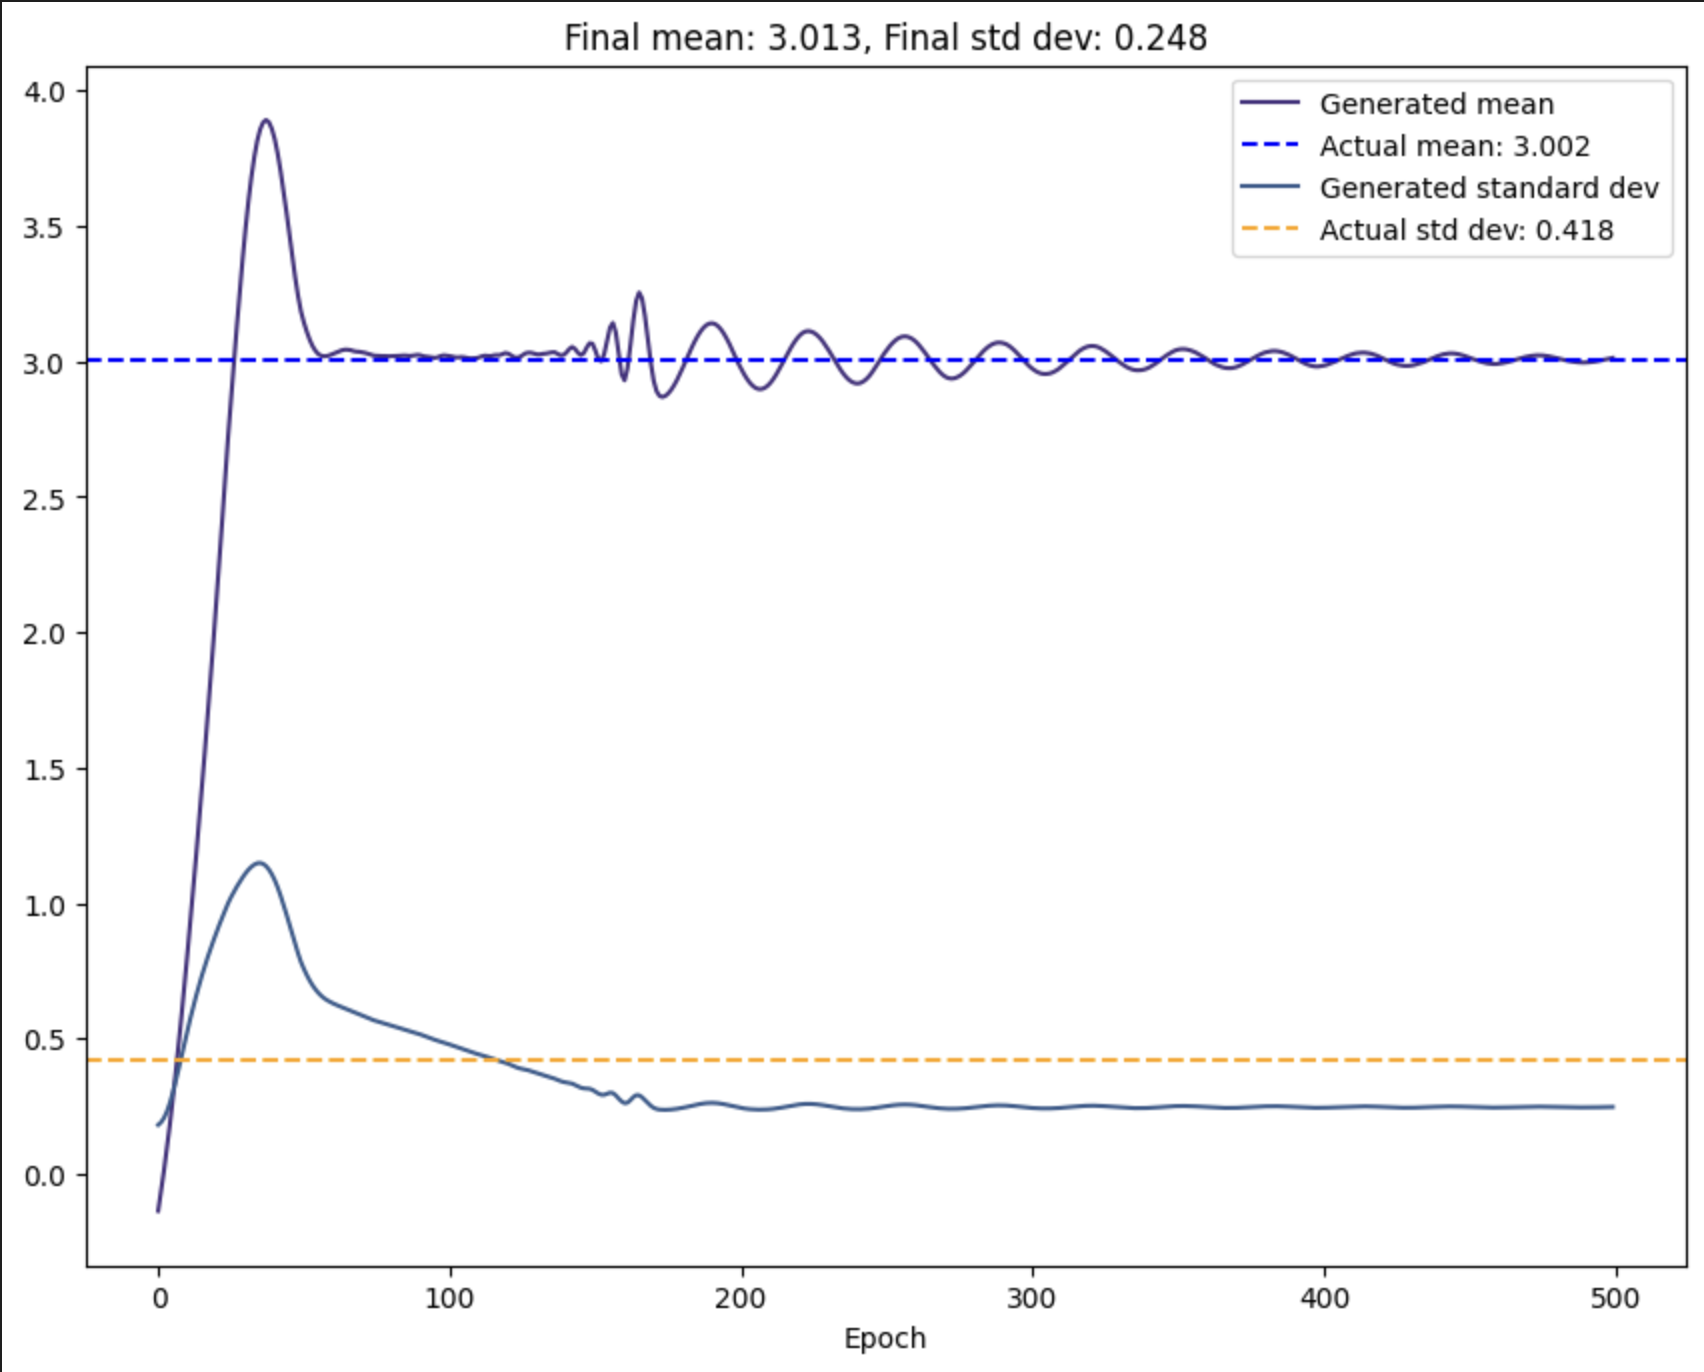 Final mean: 3.013, Final std dev: 0.248
4.0
3.5
3.0
2.5
2.0
1.5
1.0
0.5
0.0
Generated mean
Actual mean: 3.002
Generated standard dev
Actual std dev: 0.418
0 100 200 300 400 500
Epoch